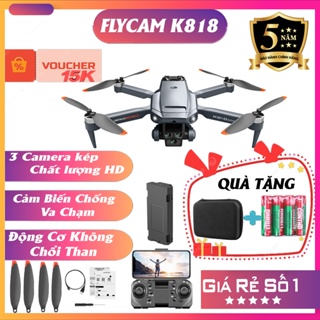 FLYCAM K818
VOUCHER
15K
5
NĂM
3 Camera kép
Chất lượng HD
Cảm Biến Chống
Va Chạm
Động Cơ Không
Chổi Than
QUÀ TẶNG
GIÁ RẺ SỐ 1